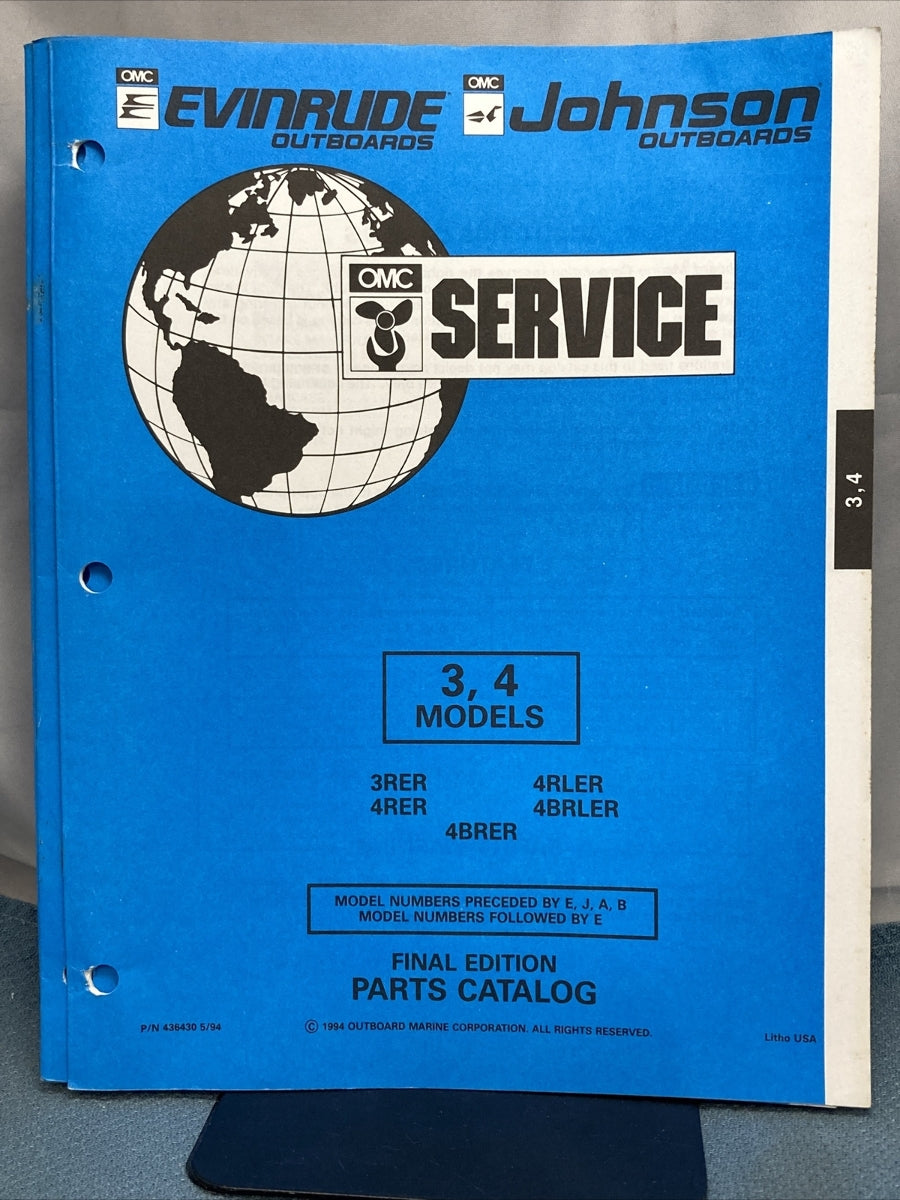 OMC EVINRUDE OUTBOARDS
OMC Johnson OUTBOARDS
OMC SERVICE
3, 4
3, 4
MODELS
3RER 4RLER
4RER 4BRLER
4BRER
MODEL NUMBERS PRECEDED BY E, J, A, B
MODEL NUMBERS FOLLOWED BY E
FINAL EDITION
PARTS CATALOG
P/N 436430 5/94
© 1994 OUTBOARD MARINE CORPORATION. ALL RIGHTS RESERVED.
Litho USA